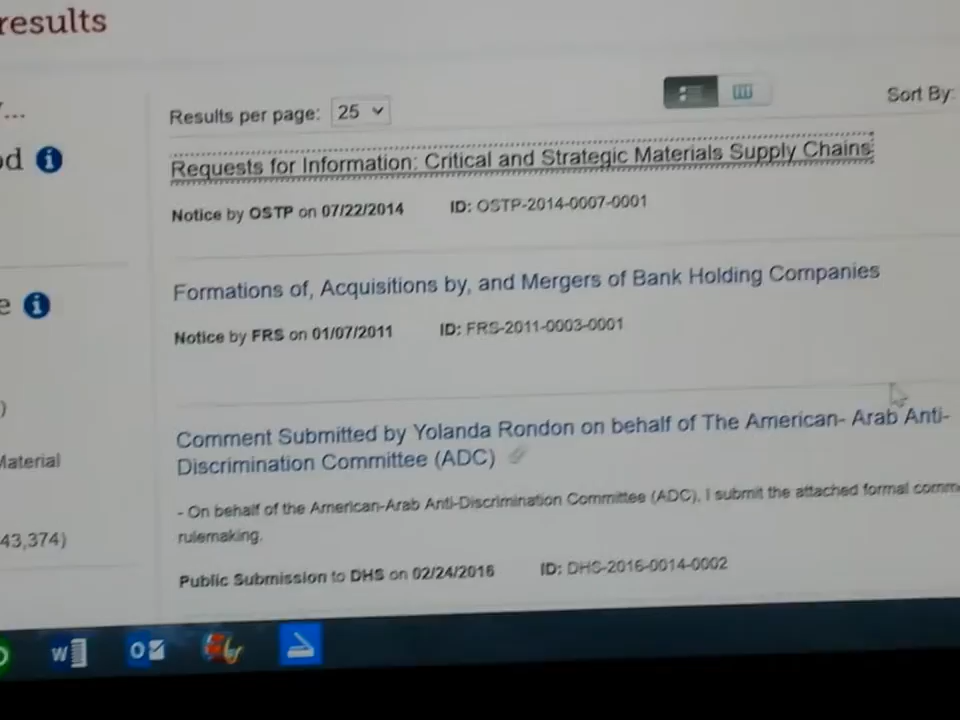 results
Results per page: 25
Sort By:
Requests for Information: Critical and Strategic Materials Supply Chains
Notice by OSTP on 07/22/2014 ID: OSTP-2014-0007-0001
Formations of, Acquisitions by, and Mergers of Bank Holding Companies
Notice by FRS on 01/07/2011 ID: FRS-2011-0003-0001
Material
43,374)
Comment Submitted by Yolanda Rondon on behalf of The American- Arab Anti-
Discrimination Committee (ADC)
- On behalf of the American-Arab Anti-Discrimination Committee (ADC), I submit the attached formal comm
rulemaking.
Public Submission to DHS on 02/24/2016 ID: DHS-2016-0014-0002